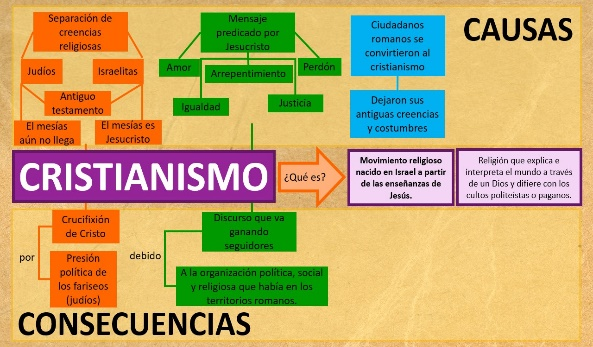 CAUSAS
Separación de
creencias
religiosas
Judíos
Israelitas
Antiguo
testamento
El mesías
aún no llega
El mesías es
Jesucristo
Mensaje
predicado por
Jesucristo
Amor
Arrepentimiento
Perdón
Igualdad
Justicia
Ciudadanos
romanos se
convirtieron al
cristianismo
Dejaron sus
antiguas creencias
y costumbres
CRISTIANISMO
¿Qué es?
Movimiento religioso
nacido en Israel a partir
de las enseñanzas de
Jesús.
Religión que explica e
interpreta el mundo a través
de un Dios y difiere con los
cultos politeístas o paganos.
Crucifixión
de Cristo
por
Presión
política de
los fariseos
(judíos)
Discurso que va
ganando
seguidores
debido
A la organización política, social
y religiosa que había en los
territorios romanos.
CONSECUENCIAS